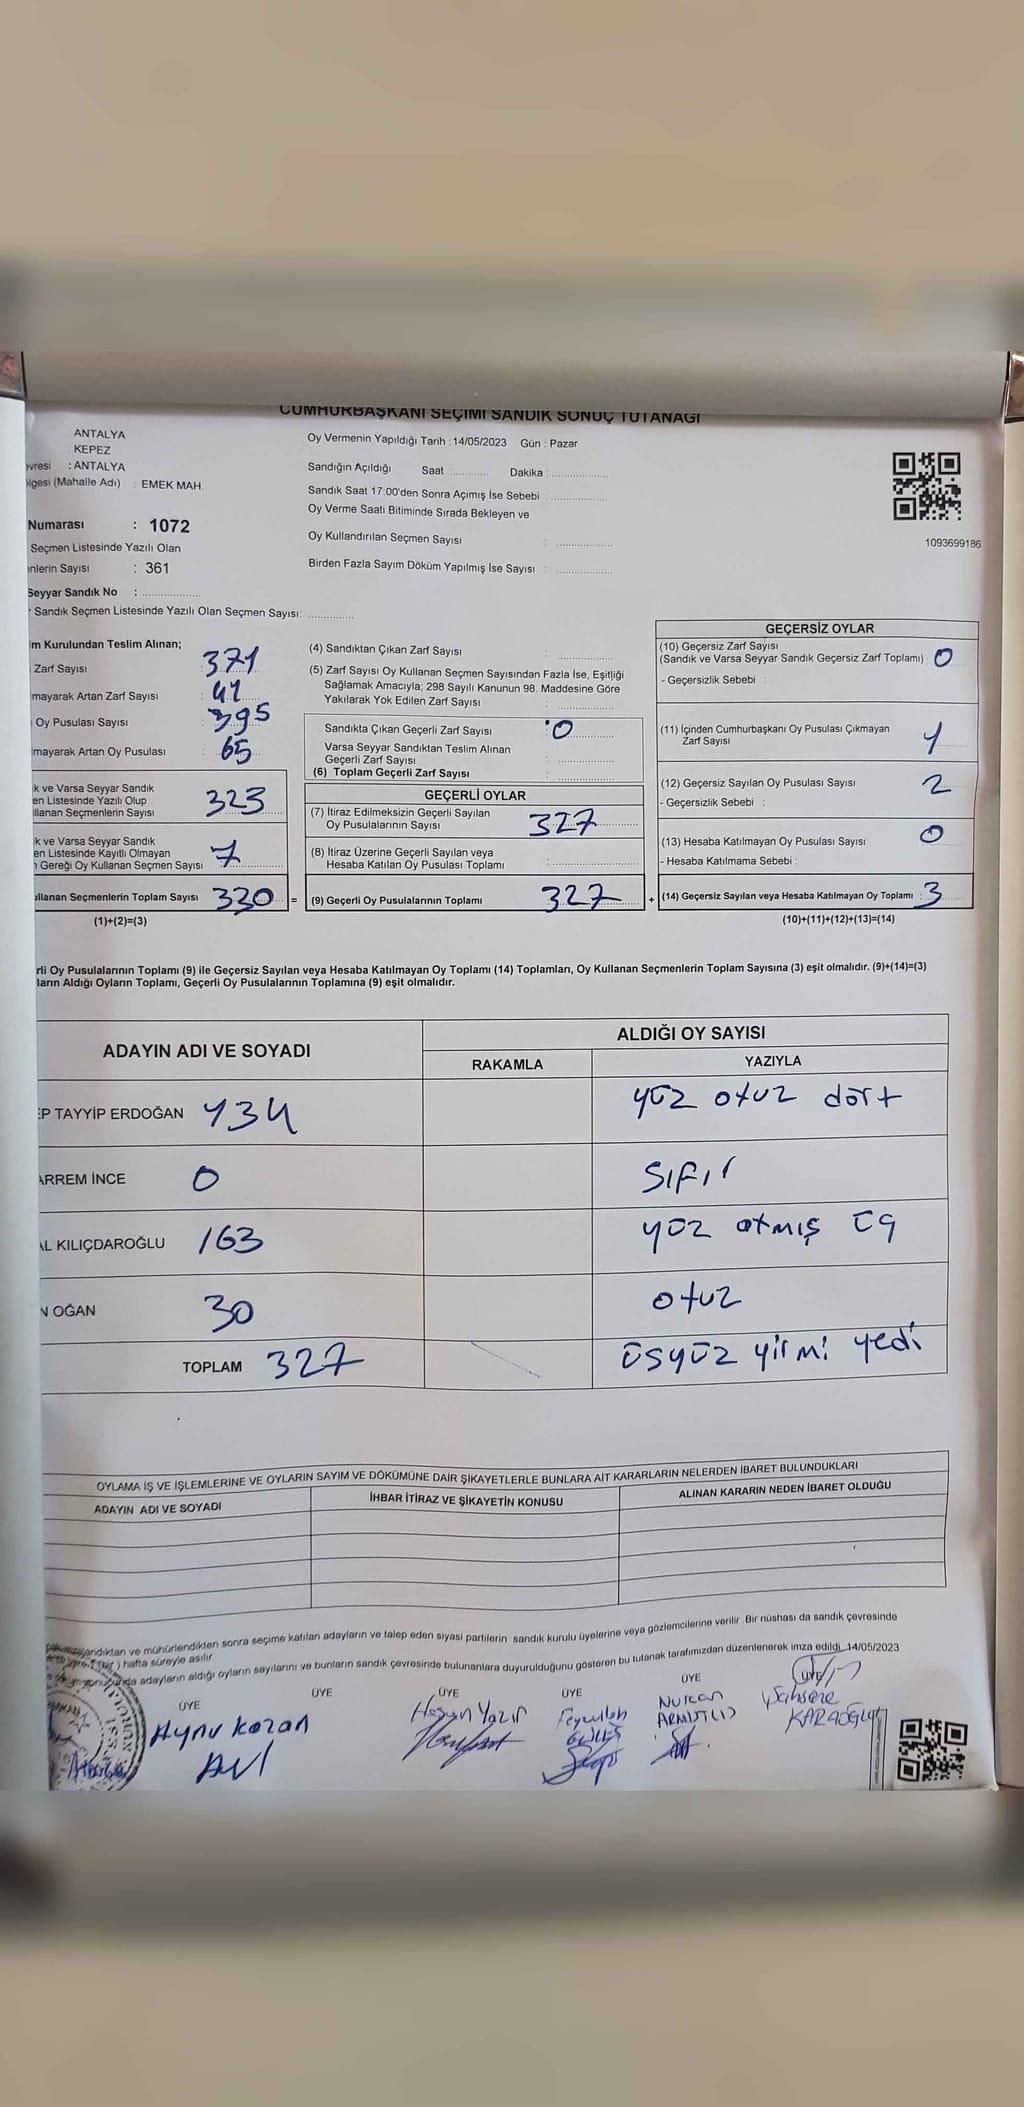 CUMHURBAŞKANI SEÇİMİ SANDIK SONUÇ TUTANAĞI
ANTALYA
KEPEZ
vresi : ANTALYA
lgesi (Mahalle Adı) : EMEK MAH.
Numarası : 1072
Seçmen Listesinde Yazılı Olan
nlerin Sayısı : 361
Seyyar Sandık No :
Sandık Seçmen Listesinde Yazılı Olan Seçmen Sayısı:
Oy Vermenin Yapıldığı Tarih : 14/05/2023 Gün : Pazar
Sandığın Açıldığı Saat : Dakika :
Sandık Saat 17:00'den Sonra Açımış İse Sebebi :
Oy Verme Saati Bitiminde Sırada Bekleyen ve
Oy Kullandırılan Seçmen Sayısı :
Birden Fazla Sayım Döküm Yapılmış İse Sayısı :
1093699186
m Kurulundan Teslim Alınan;
Zarf Sayısı : 371
mayarak Artan Zarf Sayısı : 41
Oy Pusulası Sayısı : 395
mayarak Artan Oy Pusulası : 65
k ve Varsa Seyyar Sandık
en Listesinde Yazılı Olup
llanan Seçmenlerin Sayısı 323
k ve Varsa Seyyar Sandık
en Listesinde Kayıtlı Olmayan
Gereği Oy Kullanan Seçmen Sayısı 7
ıllanan Seçmenlerin Toplam Sayısı 330 =
(1)+(2)=(3)
(4) Sandıktan Çıkan Zarf Sayısı :
(5) Zarf Sayısı Oy Kullanan Seçmen Sayısından Fazla İse, Eşitliği
Sağlamak Amacıyla; 298 Sayılı Kanunun 98. Maddesine Göre
Yakılarak Yok Edilen Zarf Sayısı :
Sandıkta Çıkan Geçerli Zarf Sayısı : 0
Varsa Seyyar Sandıktan Teslim Alınan
Geçerli Zarf Sayısı :
(6) Toplam Geçerli Zarf Sayısı :
GEÇERLİ OYLAR
(7) İtiraz Edilmeksizin Geçerli Sayılan
Oy Pusulalarının Sayısı 327
(8) İtiraz Üzerine Geçerli Sayılan veya
Hesaba Katılan Oy Pusulası Toplamı :
(9) Geçerli Oy Pusulalarının Toplamı 327 +
GEÇERSİZ OYLAR
(10) Geçersiz Zarf Sayısı
(Sandık ve Varsa Seyyar Sandık Geçersiz Zarf Toplamı) : 0
- Geçersizlik Sebebi :
(11) İçinden Cumhurbaşkanı Oy Pusulası Çıkmayan
Zarf Sayısı 1
(12) Geçersiz Sayılan Oy Pusulası Sayısı 2
- Geçersizlik Sebebi :
(13) Hesaba Katılmayan Oy Pusulası Sayısı 0
- Hesaba Katılmama Sebebi :
(14) Geçersiz Sayılan veya Hesaba Katılmayan Oy Toplamı : 3
(10)+(11)+(12)+(13)=(14)
rli Oy Pusulalarının Toplamı (9) ile Geçersiz Sayılan veya Hesaba Katılmayan Oy Toplamı (14) Toplamları, Oy Kullanan Seçmenlerin Toplam Sayısına (3) eşit olmalıdır. (9)+(14)=(3)
ların Aldığı Oyların Toplamı, Geçerli Oy Pusulalarının Toplamına (9) eşit olmalıdır.
ADAYIN ADI VE SOYADI
ALDIĞI OY SAYISI
RAKAMLA YAZIYLA
EP TAYYİP ERDOĞAN 134 yüz otuz dört
ARREM İNCE 0 sıfır
AL KILIÇDAROĞLU 163 yüz atmış üç
N OĞAN 30 otuz
TOPLAM 327 üsyüz yirmi yedi
OYLAMA İŞ VE İŞLEMLERİNE VE OYLARIN SAYIM VE DÖKÜMÜNE DAİR ŞİKAYETLERLE BUNLARA AİT KARARLARIN NELERDEN İBARET BULUNDUKLARI
ADAYIN ADI VE SOYADI İHBAR İTİRAZ VE ŞİKAYETİN KONUSU ALINAN KARARIN NEDEN İBARET OLDUĞU
landıktan ve mühürlendikten sonra seçime katılan adayların ve talep eden siyasi partilerin sandık kurulu üyelerine veya gözlemcilerine verilir. Bir nüshası da sandık çevresinde
(bir) hafta süreyle asılır.
adayların aldığı oyların sayılarını ve bunların sandık çevresinde bulunanlara duyurulduğunu gösteren bu tutanak tarafımızdan düzenlenerek imza edildi. 14/05/2023
ÜYE ÜYE ÜYE ÜYE ÜYE ÜYE
Aynur Kozan
Hasan Yazır
Nurcan
ARMUTCU
Şahsene
KARAOĞLU